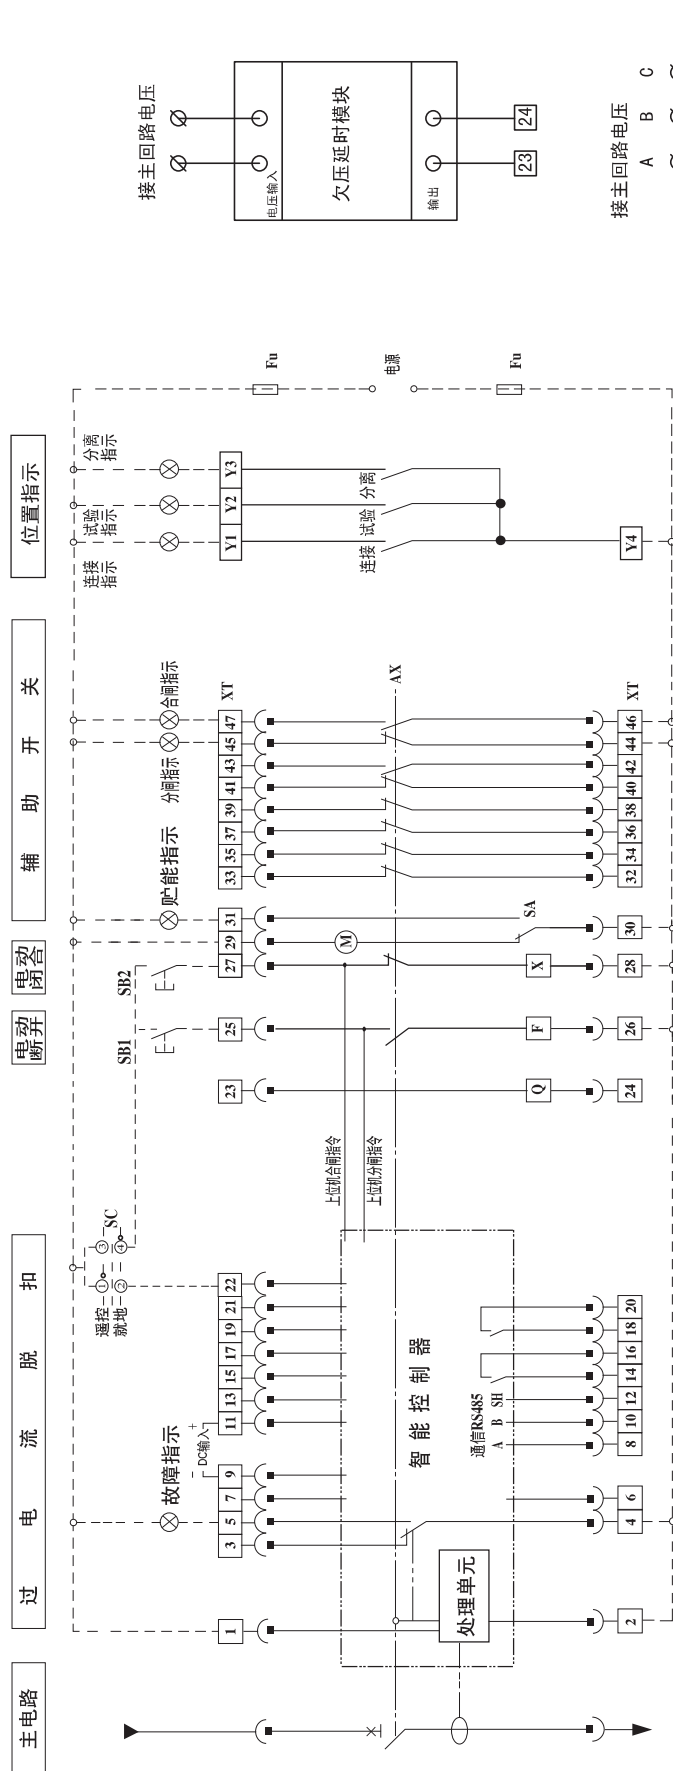 主电路
过电流脱扣
电动断开
电动闭合
辅助开关
位置指示
遥控
就地
1
3
2
4
SC
SB1
SB2
故障指示
贮能指示
分闸指示
合闸指示
连接指示
试验指示
分离指示
DC输入
+
1
3
5
7
9
11
13
15
17
19
21
22
23
25
27
29
31
33
35
37
39
41
43
45
47
XT
Y1
Y2
Y3
Fu
上位机合闸指令
上位机分闸指令
M
AX
连接
试验
分离
电源
智能控制器
处理单元
通信RS485
A
B
SH
Q
F
X
SA
Fu
2
4
6
8
10
12
14
16
18
20
24
26
28
30
32
34
36
38
40
42
44
46
XT
Y4
接主回路电压
电压输入
欠压延时模块
输出
23
24
接主回路电压
A
B
C